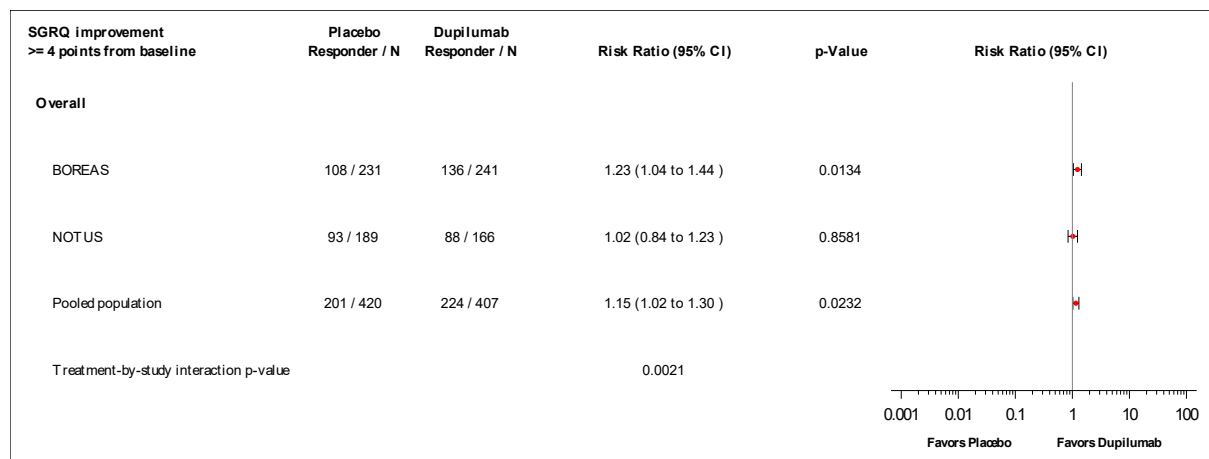 SGRQ improvement Placebo Dupilumab
>= 4 points from baseline Responder / N Responder / N Risk Ratio (95% CI) p-Value Risk Ratio (95% CI)
Overall
BOREAS 108 / 231 136 / 241 1.23 (1.04 to 1.44 ) 0.0134
NOTUS 93 / 189 88 / 166 1.02 (0.84 to 1.23 ) 0.8581
Pooled population 201 / 420 224 / 407 1.15 (1.02 to 1.30 ) 0.0232
Treatment-by-study interaction p-value 0.0021
0.001 0.01 0.1 1 10 100
Favors Placebo Favors Dupilumab